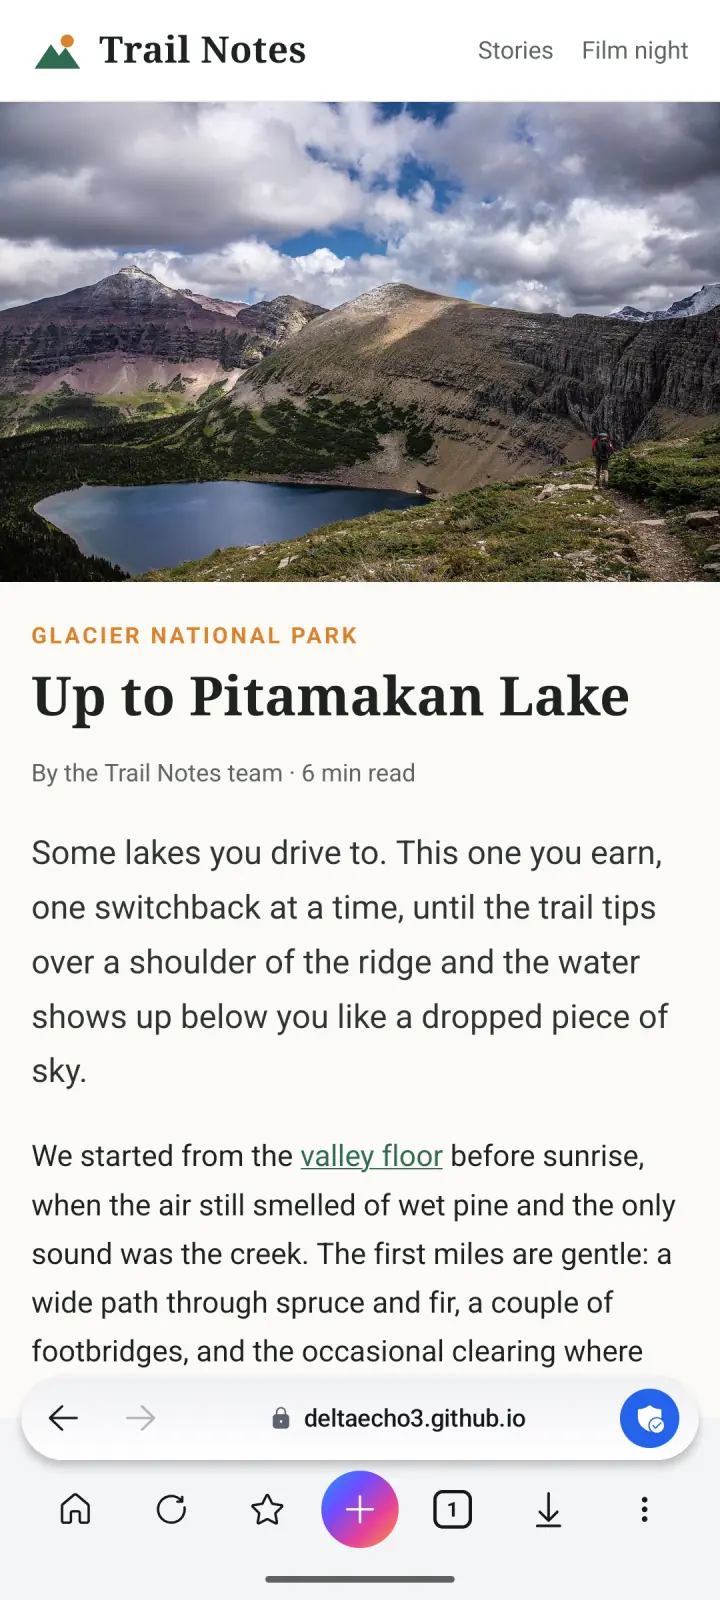 Trail Notes
Stories
Film night
GLACIER NATIONAL PARK
Up to Pitamakan Lake
By the Trail Notes team · 6 min read
Some lakes you drive to. This one you earn,
one switchback at a time, until the trail tips
over a shoulder of the ridge and the water
shows up below you like a dropped piece of
sky.
We started from the valley floor before sunrise,
when the air still smelled of wet pine and the only
sound was the creek. The first miles are gentle: a
wide path through spruce and fir, a couple of
footbridges, and the occasional clearing where
deltaecho3.github.io
1